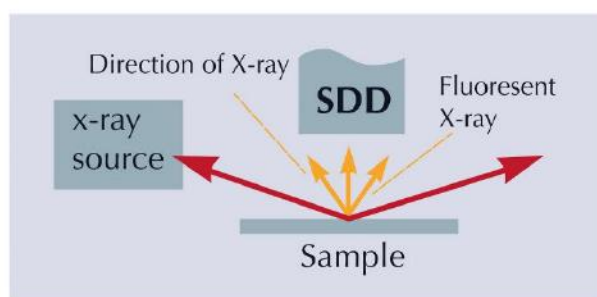 Direction of X-ray
SDD
Fluoresent
X-ray
x-ray
source
Sample